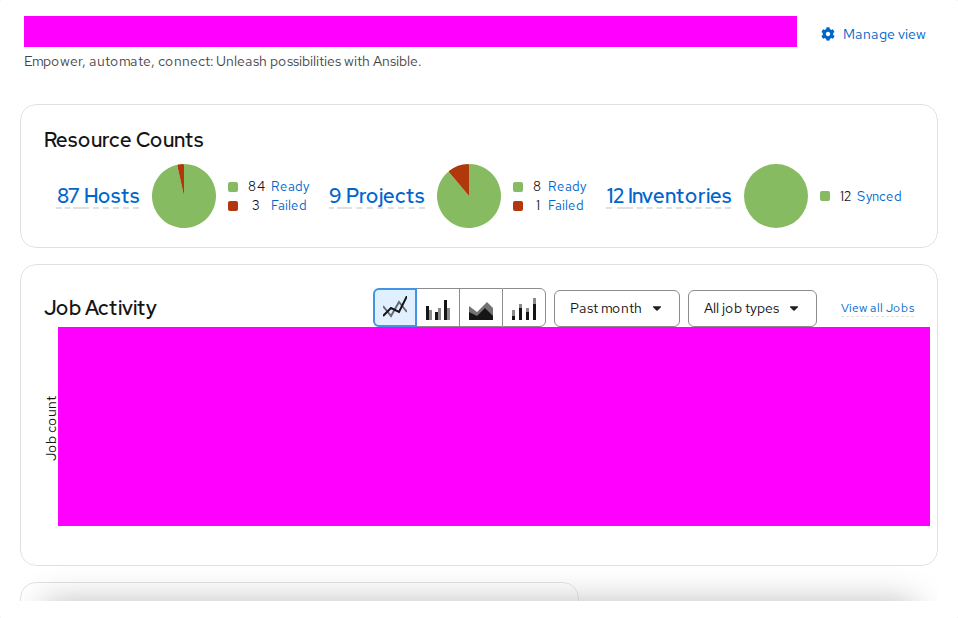 Manage view
Empower, automate, connect: Unleash possibilities with Ansible.
Resource Counts
87 Hosts
84 Ready
3 Failed
9 Projects
8 Ready
1 Failed
12 Inventories
12 Synced
Job Activity
Past month
All job types
View all Jobs
Job count